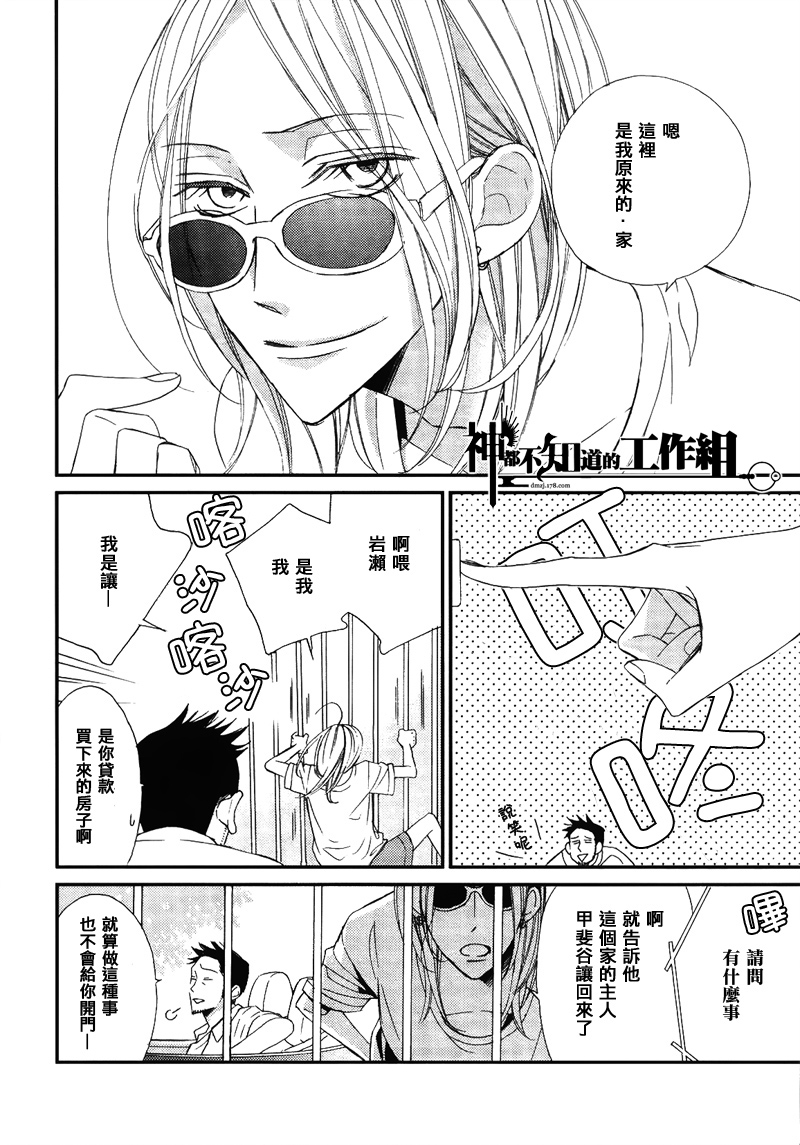 嗯
這裡
是我原來的．家
神都不知道的工作組
dmaj.178.com
叮
咚
說笑呢
啊喂
岩瀨
是我
我
我是讓—
喀
沙
喀
沙
是你貸款
買下來的房子啊
嗶
請問
有什麼事
啊
就告訴他
這個家的主人
甲斐谷讓回來了
就算做這種事
也不會給你開門—